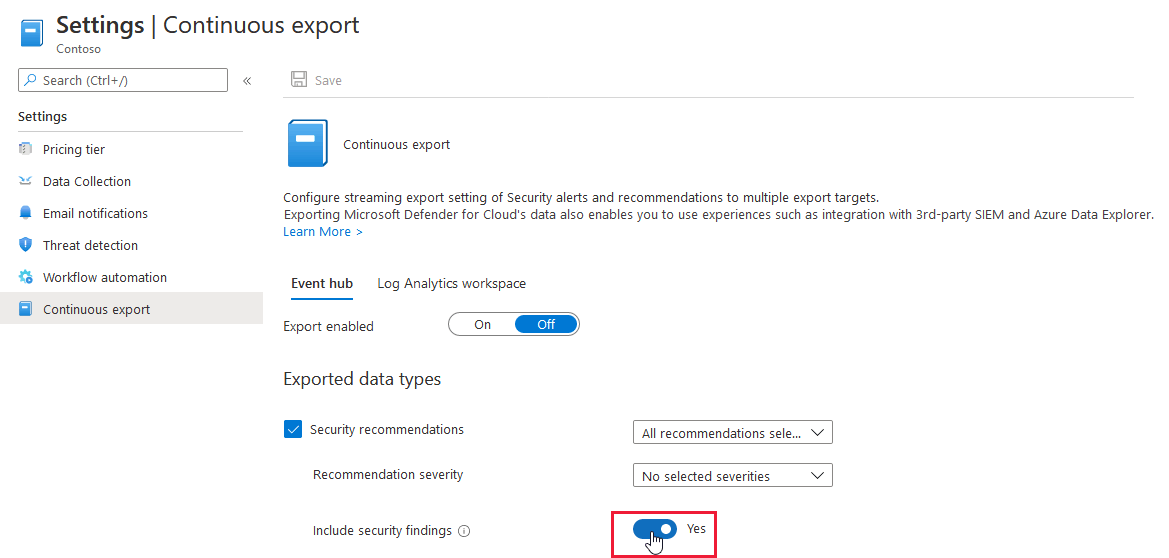 Settings | Continuous export
Contoso
Search (Ctrl+/)
«
Save
Settings
Pricing tier
Data Collection
Email notifications
Threat detection
Workflow automation
Continuous export
Continuous export
Configure streaming export setting of Security alerts and recommendations to multiple export targets.
Exporting Microsoft Defender for Cloud's data also enables you to use experiences such as integration with 3rd-party SIEM and Azure Data Explorer.
Learn More >
Event hub Log Analytics workspace
Export enabled On Off
Exported data types
Security recommendations All recommendations sele...
Recommendation severity No selected severities
Include security findings Yes